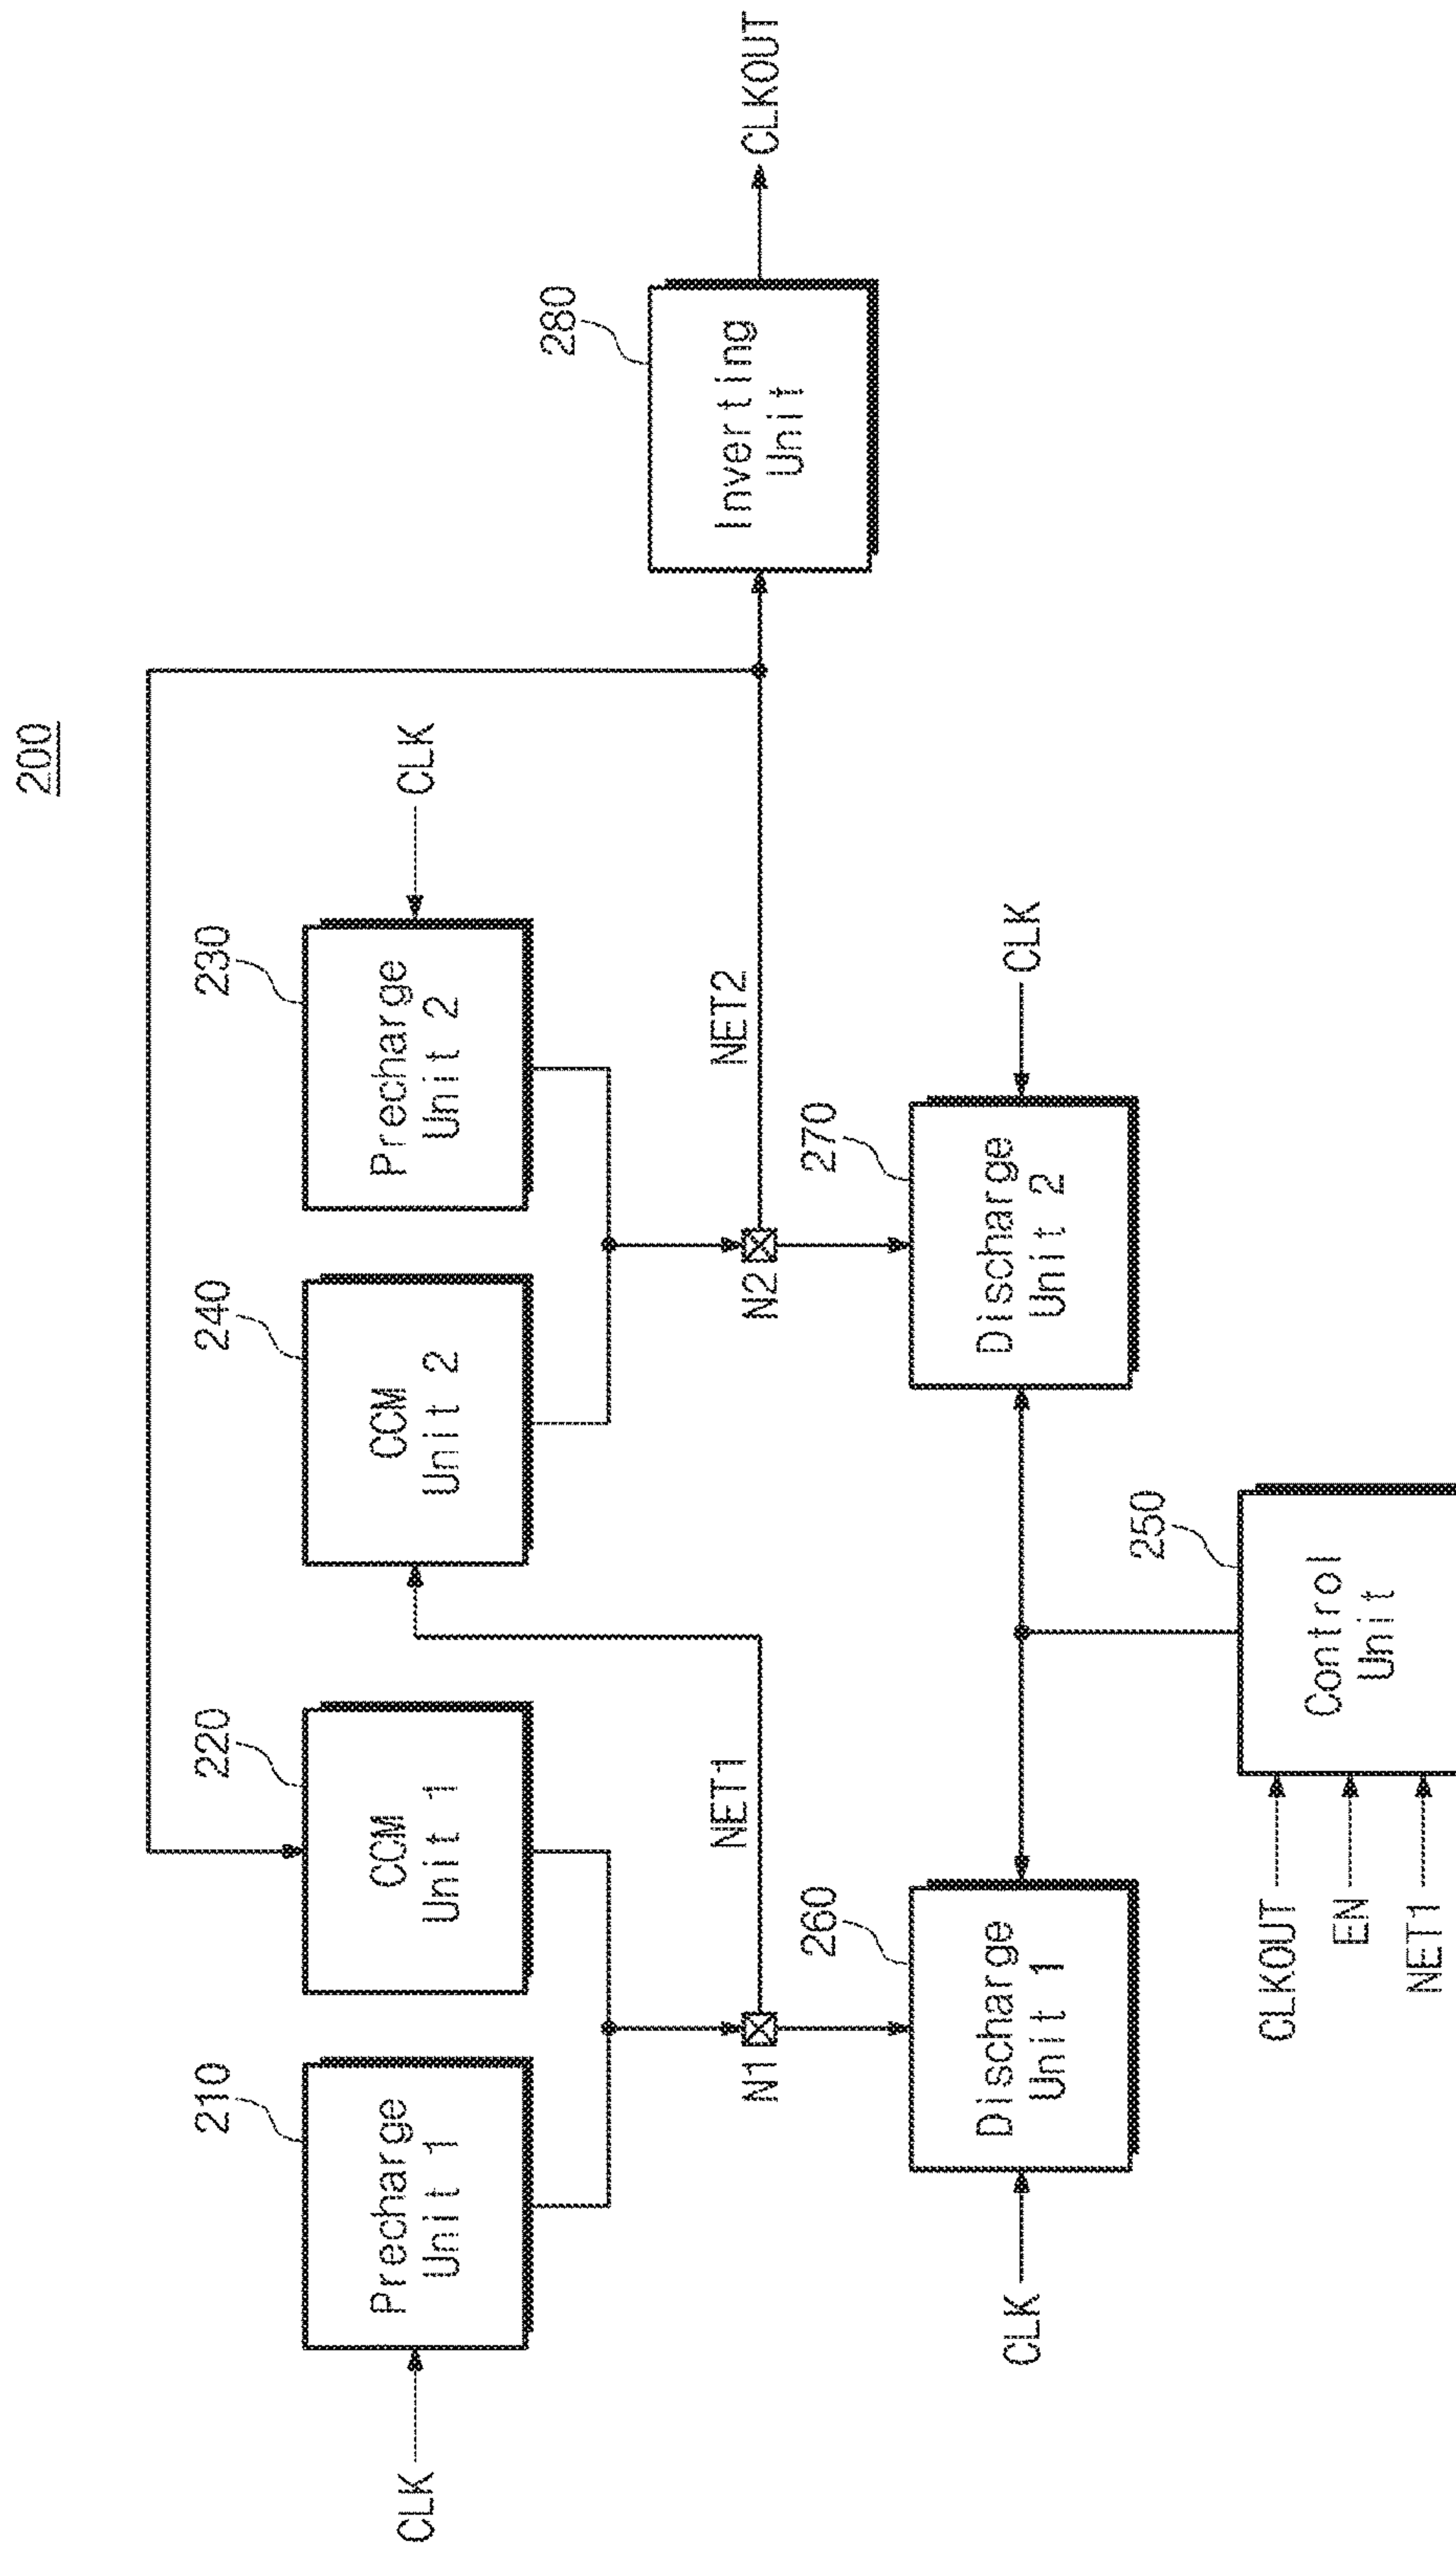 200
210
Precharge
Unit 1
CLK
220
CCM
Unit 1
240
CCM
Unit 2
230
Precharge
Unit 2
CLK
N1
NET1
N2
NET2
280
Inverting
Unit
CLKOUT
260
Discharge
Unit 1
CLK
270
Discharge
Unit 2
CLK
250
Control
Unit
CLKOUT
EN
NET1